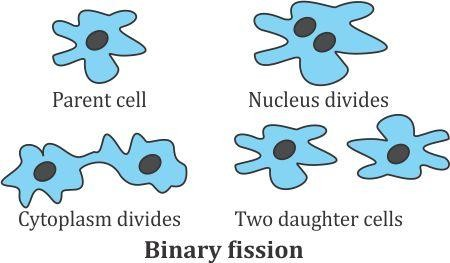 Parent cell
Nucleus divides
Cytoplasm divides
Two daughter cells
Binary fission